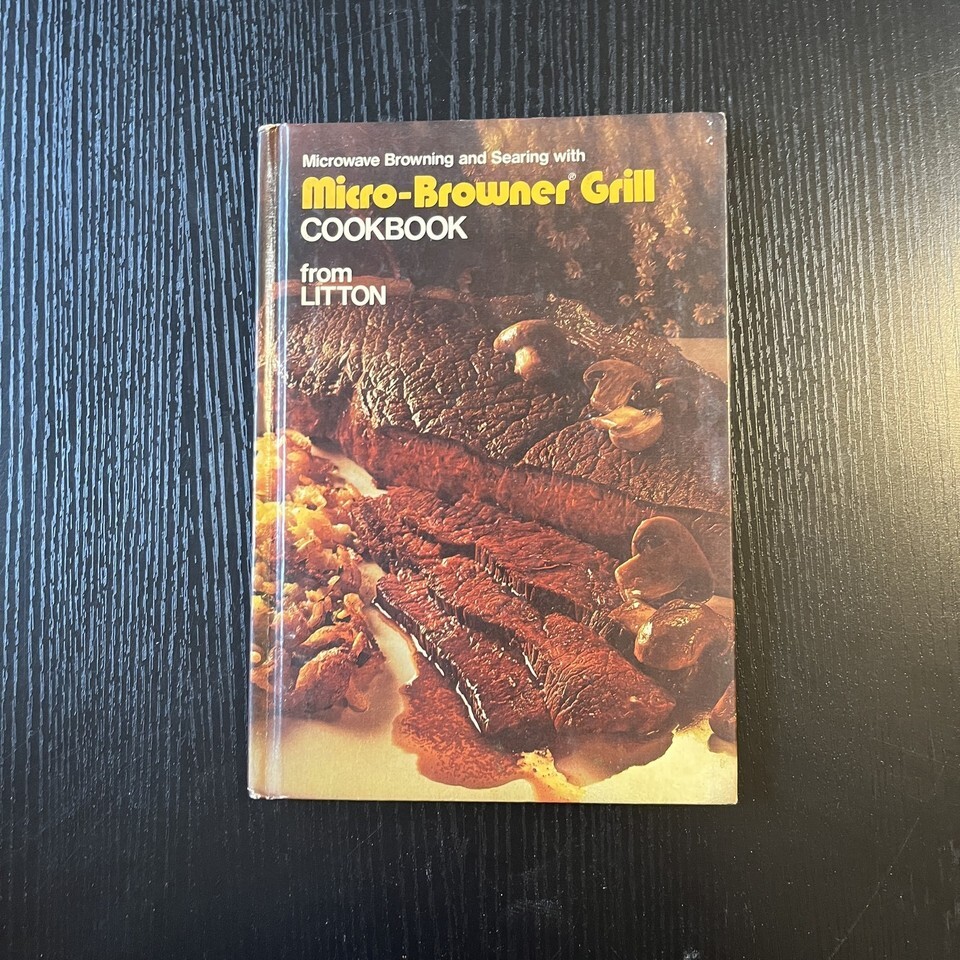 Microwave Browning and Searing with
Micro-Browner® Grill
COOKBOOK
from
LITTON